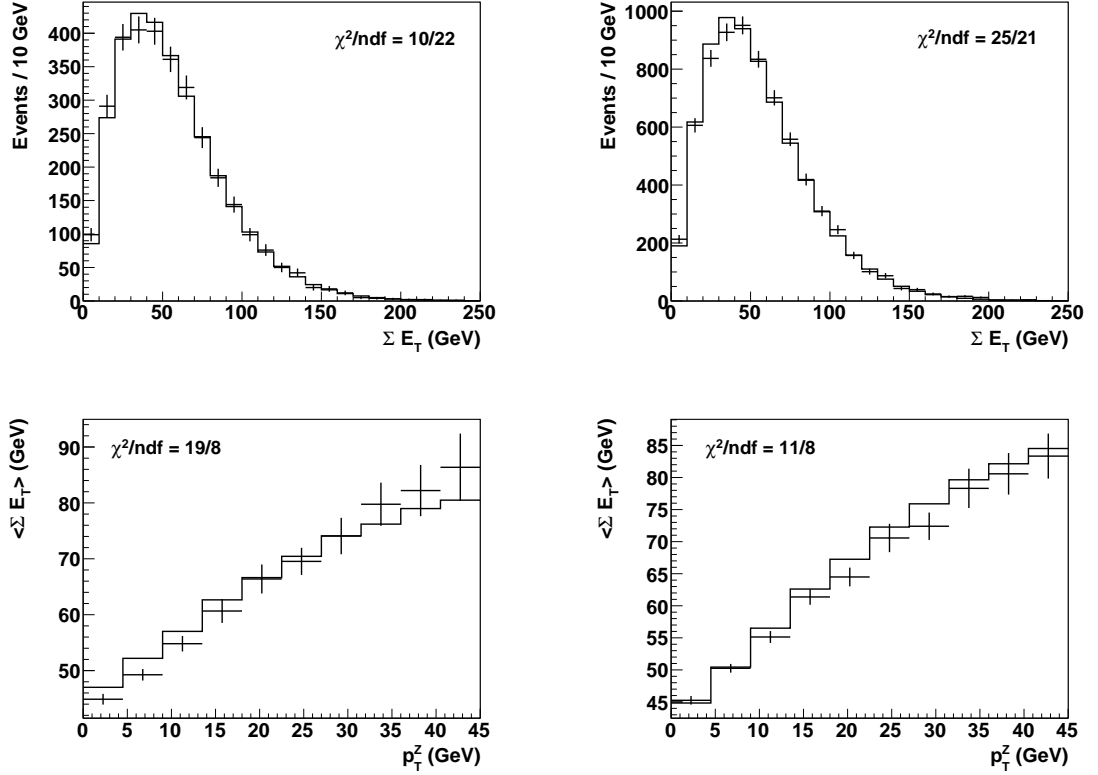 Events / 10 GeV
400
350
300
250
200
150
100
50
0
χ²/ndf = 10/22
0 50 100 150 200 250
Σ E_T (GeV)
Events / 10 GeV
1000
800
600
400
200
0
χ²/ndf = 25/21
0 50 100 150 200 250
Σ E_T (GeV)
<Σ E_T> (GeV)
90
80
70
60
50
χ²/ndf = 19/8
0 5 10 15 20 25 30 35 40 45
p_T^Z (GeV)
<Σ E_T> (GeV)
85
80
75
70
65
60
55
50
45
χ²/ndf = 11/8
0 5 10 15 20 25 30 35 40 45
p_T^Z (GeV)